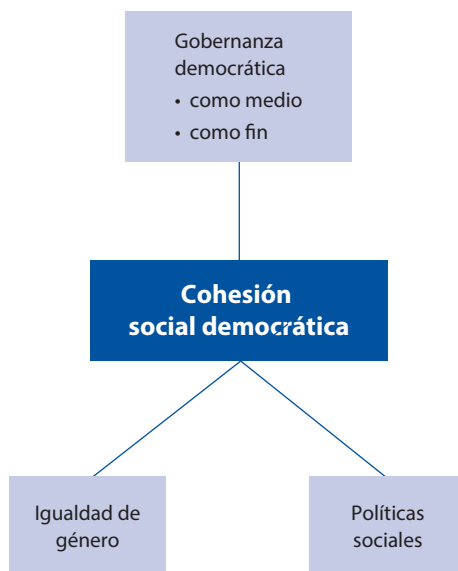 Gobernanza
democrática
• como medio
• como fin
Cohesión
social democrática
Igualdad de
género
Políticas
sociales